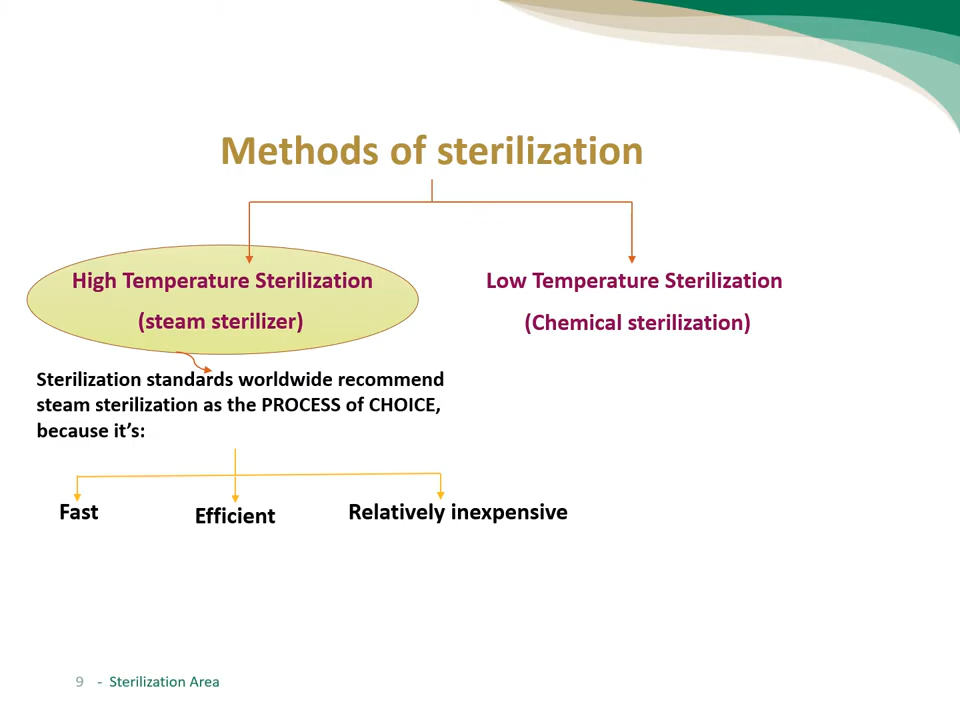 Methods of sterilization
High Temperature Sterilization
(steam sterilizer)
Low Temperature Sterilization
(Chemical sterilization)
Sterilization standards worldwide recommend
steam sterilization as the PROCESS of CHOICE,
because it’s:
Fast
Efficient
Relatively inexpensive
9 - Sterilization Area